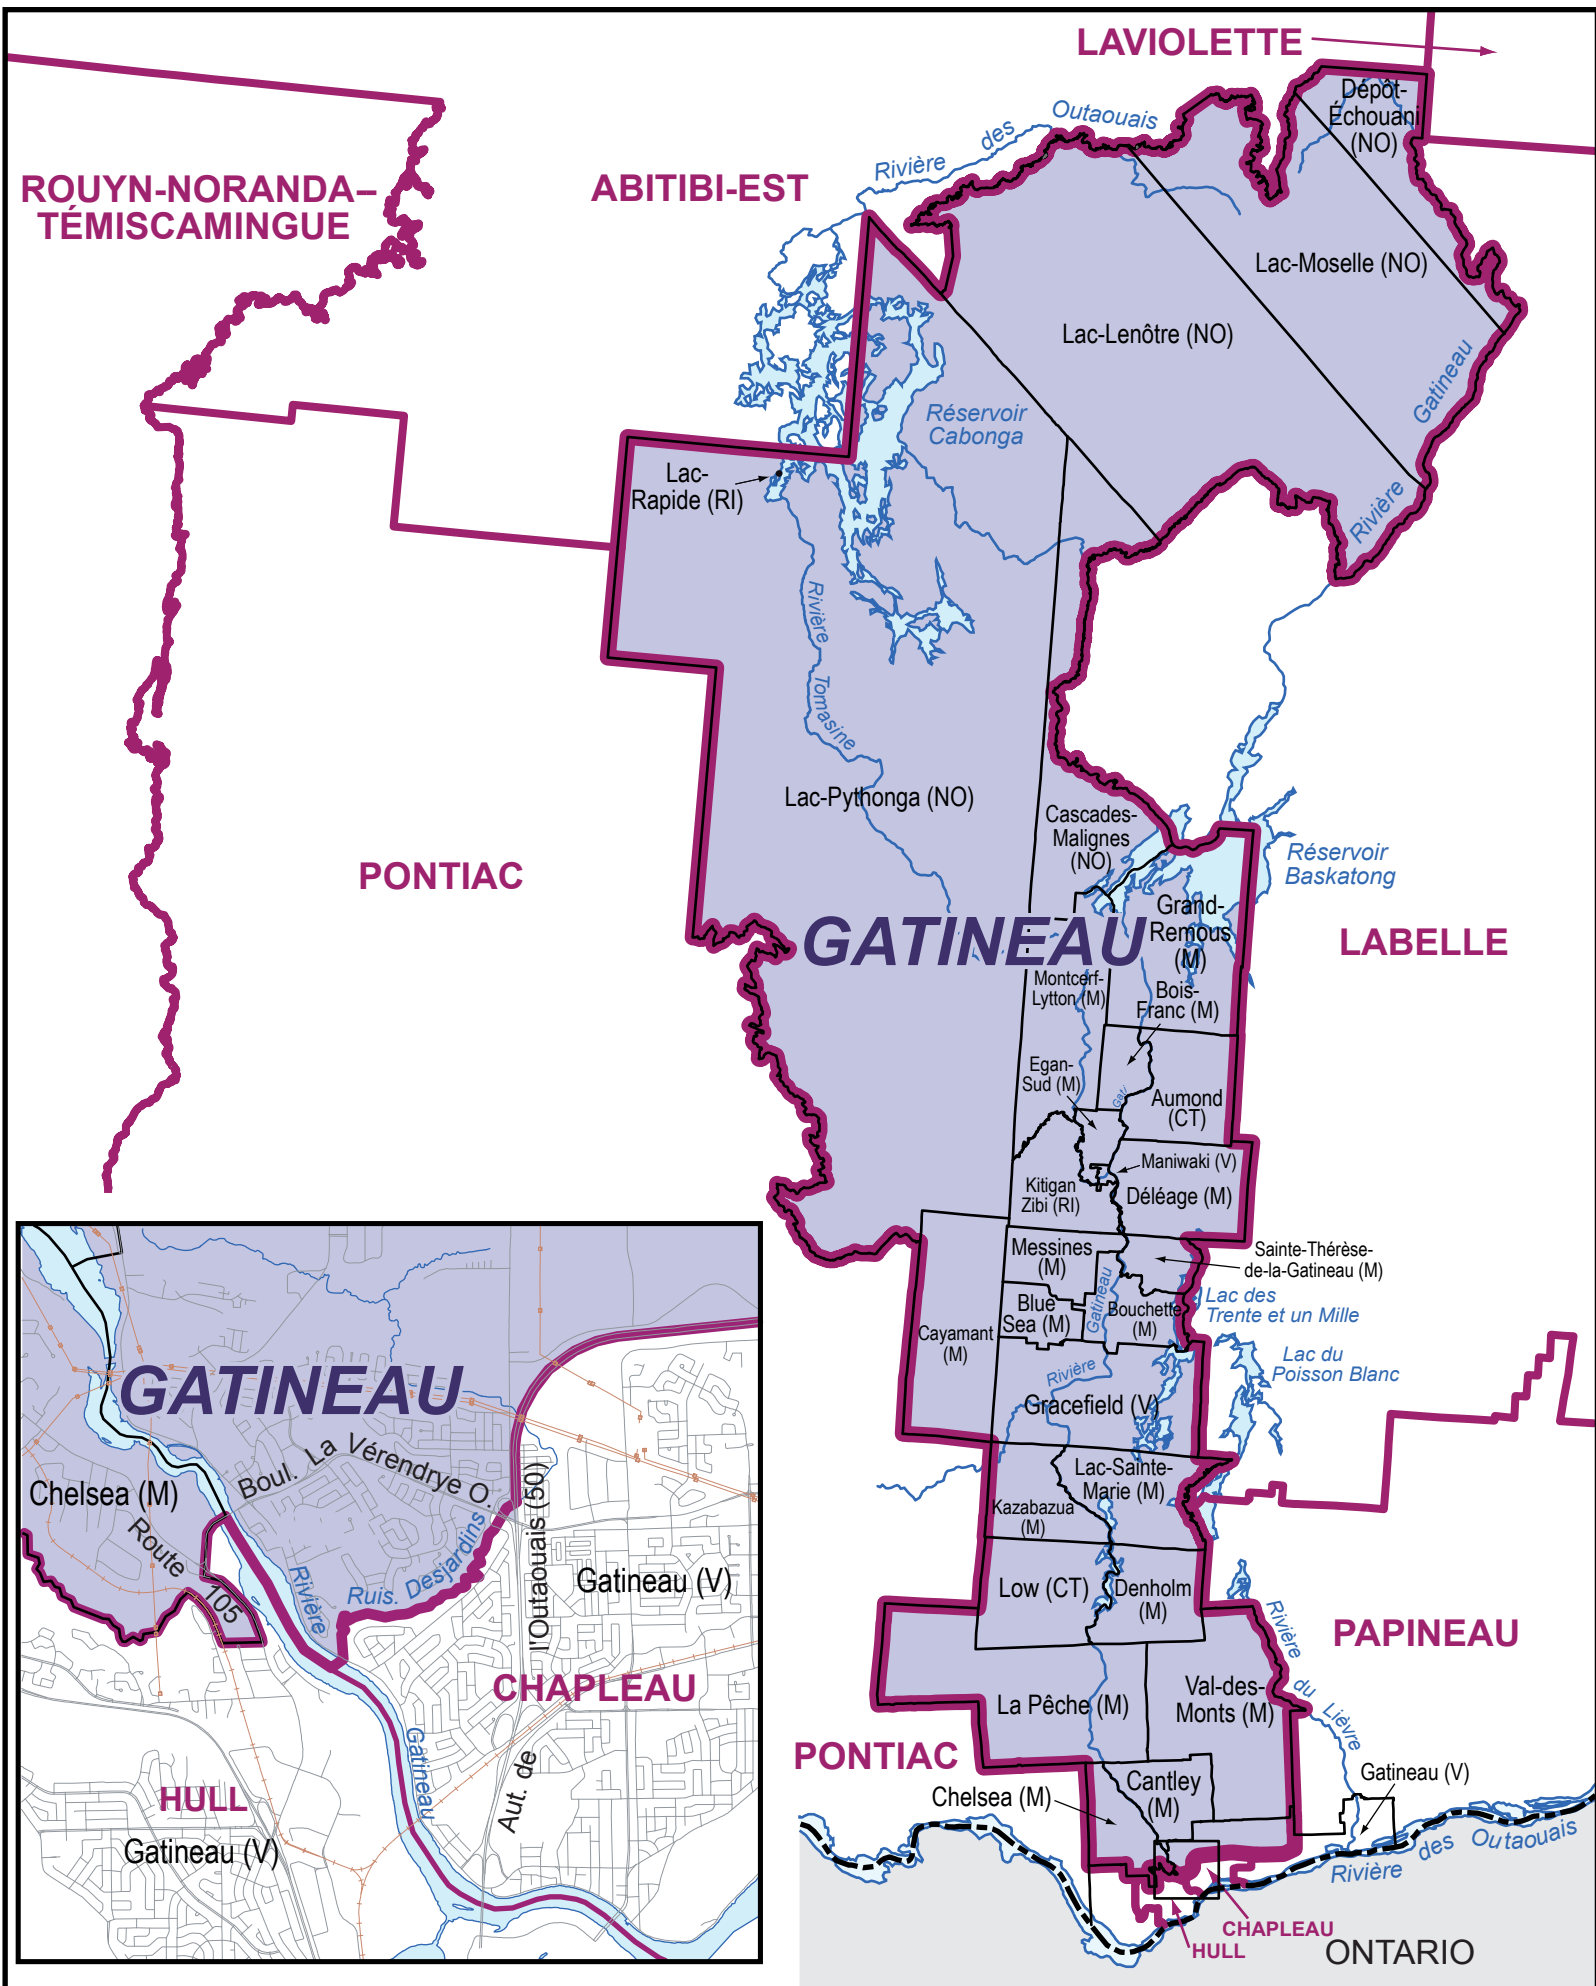 LAVIOLETTE
Dépôt-
Échouani
(NO)
Rivière des Outaouais
ROUYN-NORANDA–
TÉMISCAMINGUE
ABITIBI-EST
Lac-Moselle (NO)
Lac-Lenôtre (NO)
Rivière Gatineau
Réservoir
Cabonga
Lac-
Rapide (RI)
Rivière Tomasine
Lac-Pythonga (NO)
Cascades-
Malignes
(NO)
Réservoir
Baskatong
PONTIAC
Grand-
Remous
(M)
GATINEAU
LABELLE
Montcerf-
Lytton (M)
Bois-
Franc (M)
Egan-
Sud (M)
Gati
Aumond
(CT)
Maniwaki (V)
Kitigan
Zibi (RI)
Déléage (M)
Messines
(M)
Sainte-Thérèse-
de-la-Gatineau (M)
Gatineau
Blue
Sea (M)
Bouchette
(M)
Lac des
Trente et un Mille
Cayamant
(M)
Lac du
Poisson Blanc
Rivière
Gracefield (V)
Lac-Sainte-
Marie (M)
Kazabazua
(M)
Low (CT)
Denholm
(M)
Rivière du Lièvre
PAPINEAU
La Pêche (M)
Val-des-
Monts (M)
PONTIAC
Chelsea (M)
Cantley
(M)
Gatineau (V)
Rivière des Outaouais
CHAPLEAU
HULL
ONTARIO
GATINEAU
Boul. La Vérendrye O.
Chelsea (M)
Route 105
Rivière
Ruis. Desjardins
Aut. de l'Outaouais (50)
Gatineau (V)
CHAPLEAU
Gatineau
HULL
Gatineau (V)